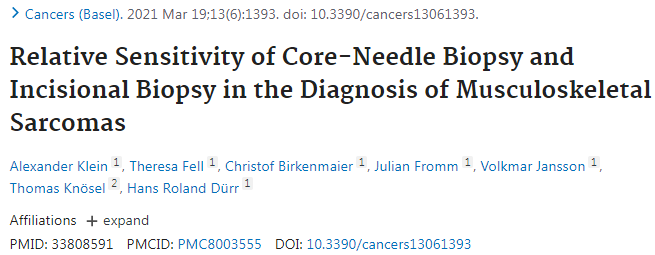 Cancers (Basel). 2021 Mar 19;13(6):1393. doi: 10.3390/cancers13061393.
Relative Sensitivity of Core-Needle Biopsy and
Incisional Biopsy in the Diagnosis of Musculoskeletal
Sarcomas
Alexander Klein 1, Theresa Fell 1, Christof Birkenmaier 1, Julian Fromm 1, Volkmar Jansson 1,
Thomas Knösel 2, Hans Roland Dürr 1
Affiliations + expand
PMID: 33808591 PMCID: PMC8003555 DOI: 10.3390/cancers13061393